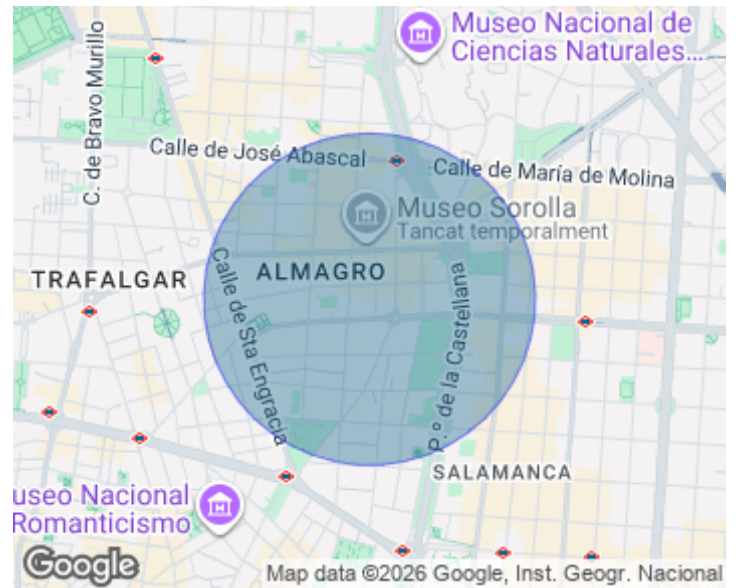 Museo Nacional de
Ciencias Naturales...
C. de Bravo Murillo
Calle de José Abascal
Calle de María de Molina
Museo Sorolla
Tancat temporalment
TRAFALGAR
ALMAGRO
Calle de Sta Engracia
P.º de la Castellana
SALAMANCA
useo Nacional
Romanticismo
Google
Map data ©2026 Google, Inst. Geogr. Nacional